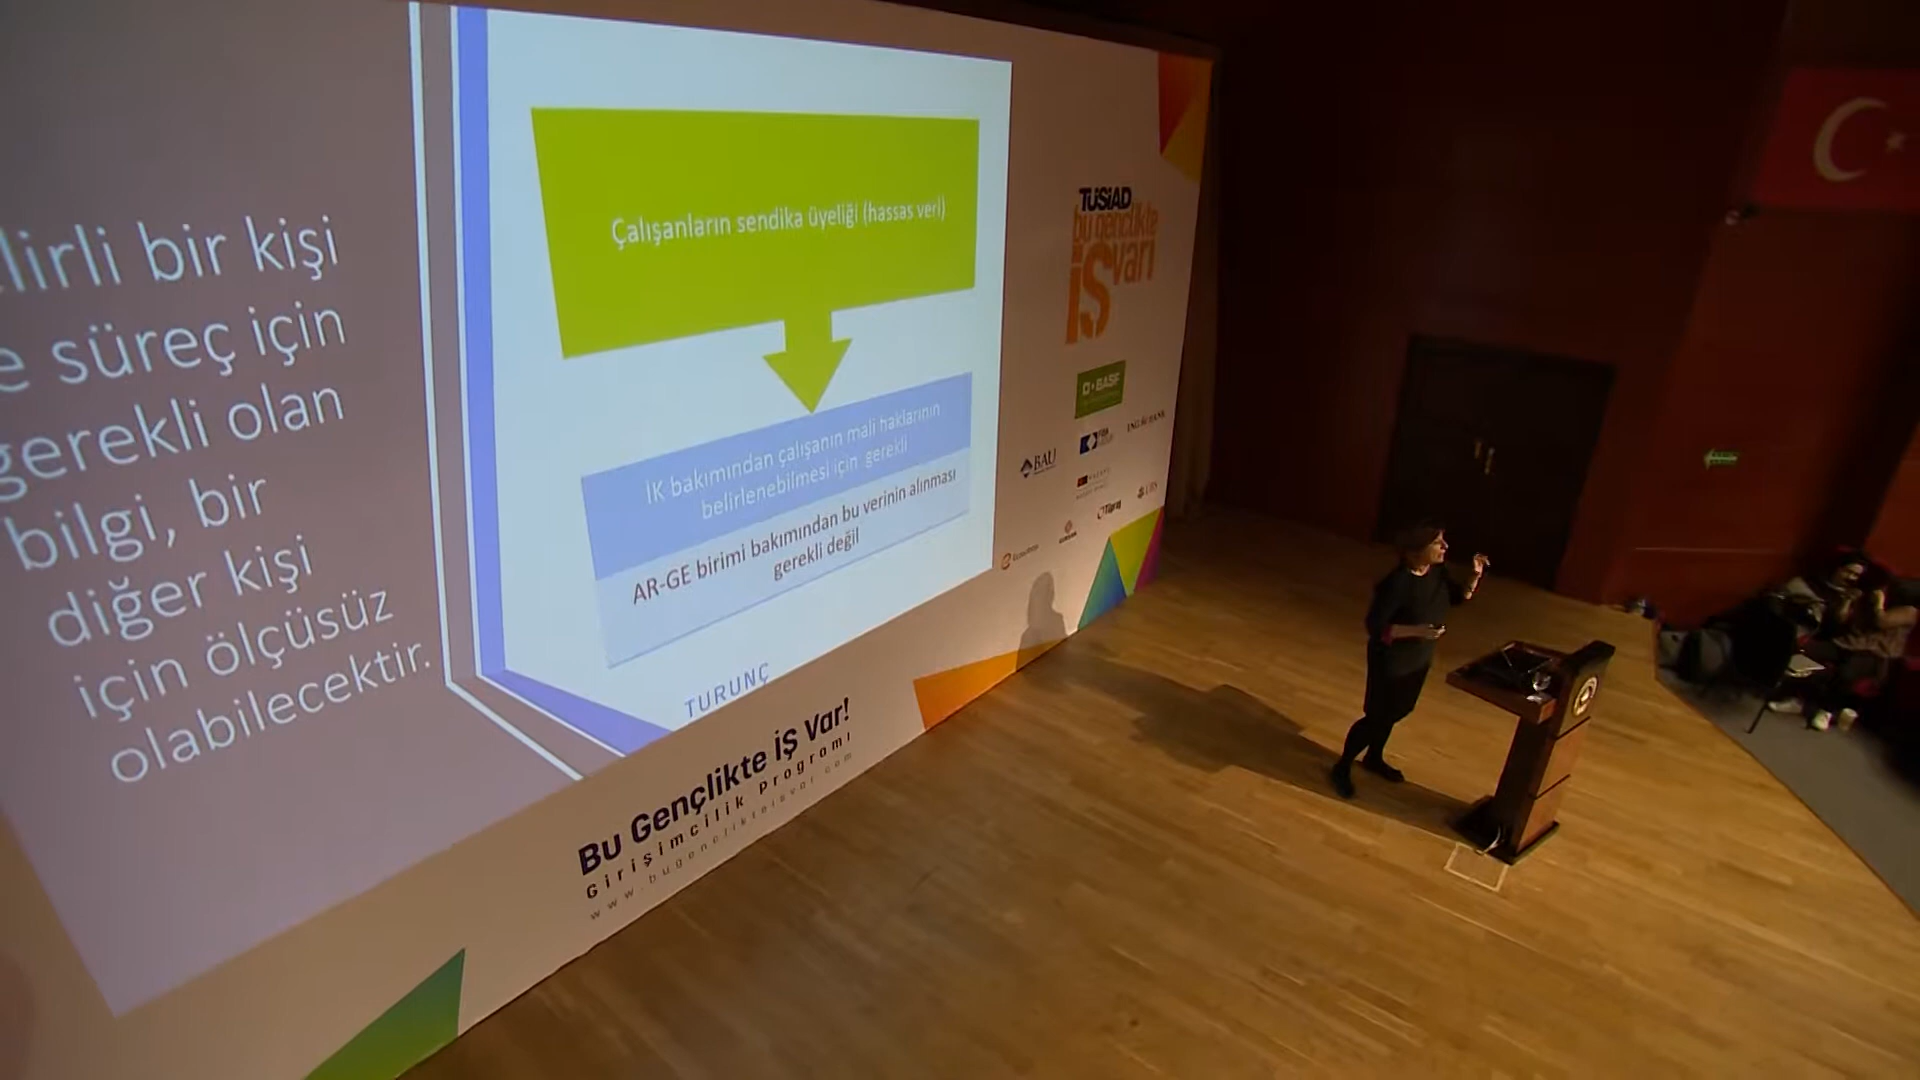 bir kişi
süreç için
gerekli olan
bilgi, bir
diğer kişi
için ölçüsüz
olabilecektir.
Çalışanların sendika üyeliği (hassas veri)
İK bakımından çalışanın mali haklarının
belirlenebilmesi için gerekli
AR-GE birimi bakımından bu verinin alınması
gerekli değil
TURUNÇ
Bu Gençlikte İŞ Var!
Girişimcilik Programı
www.bugenclikteisvar.com
TÜSİAD
bu gençlikte
İŞ var!
BASF
BAU
UBS